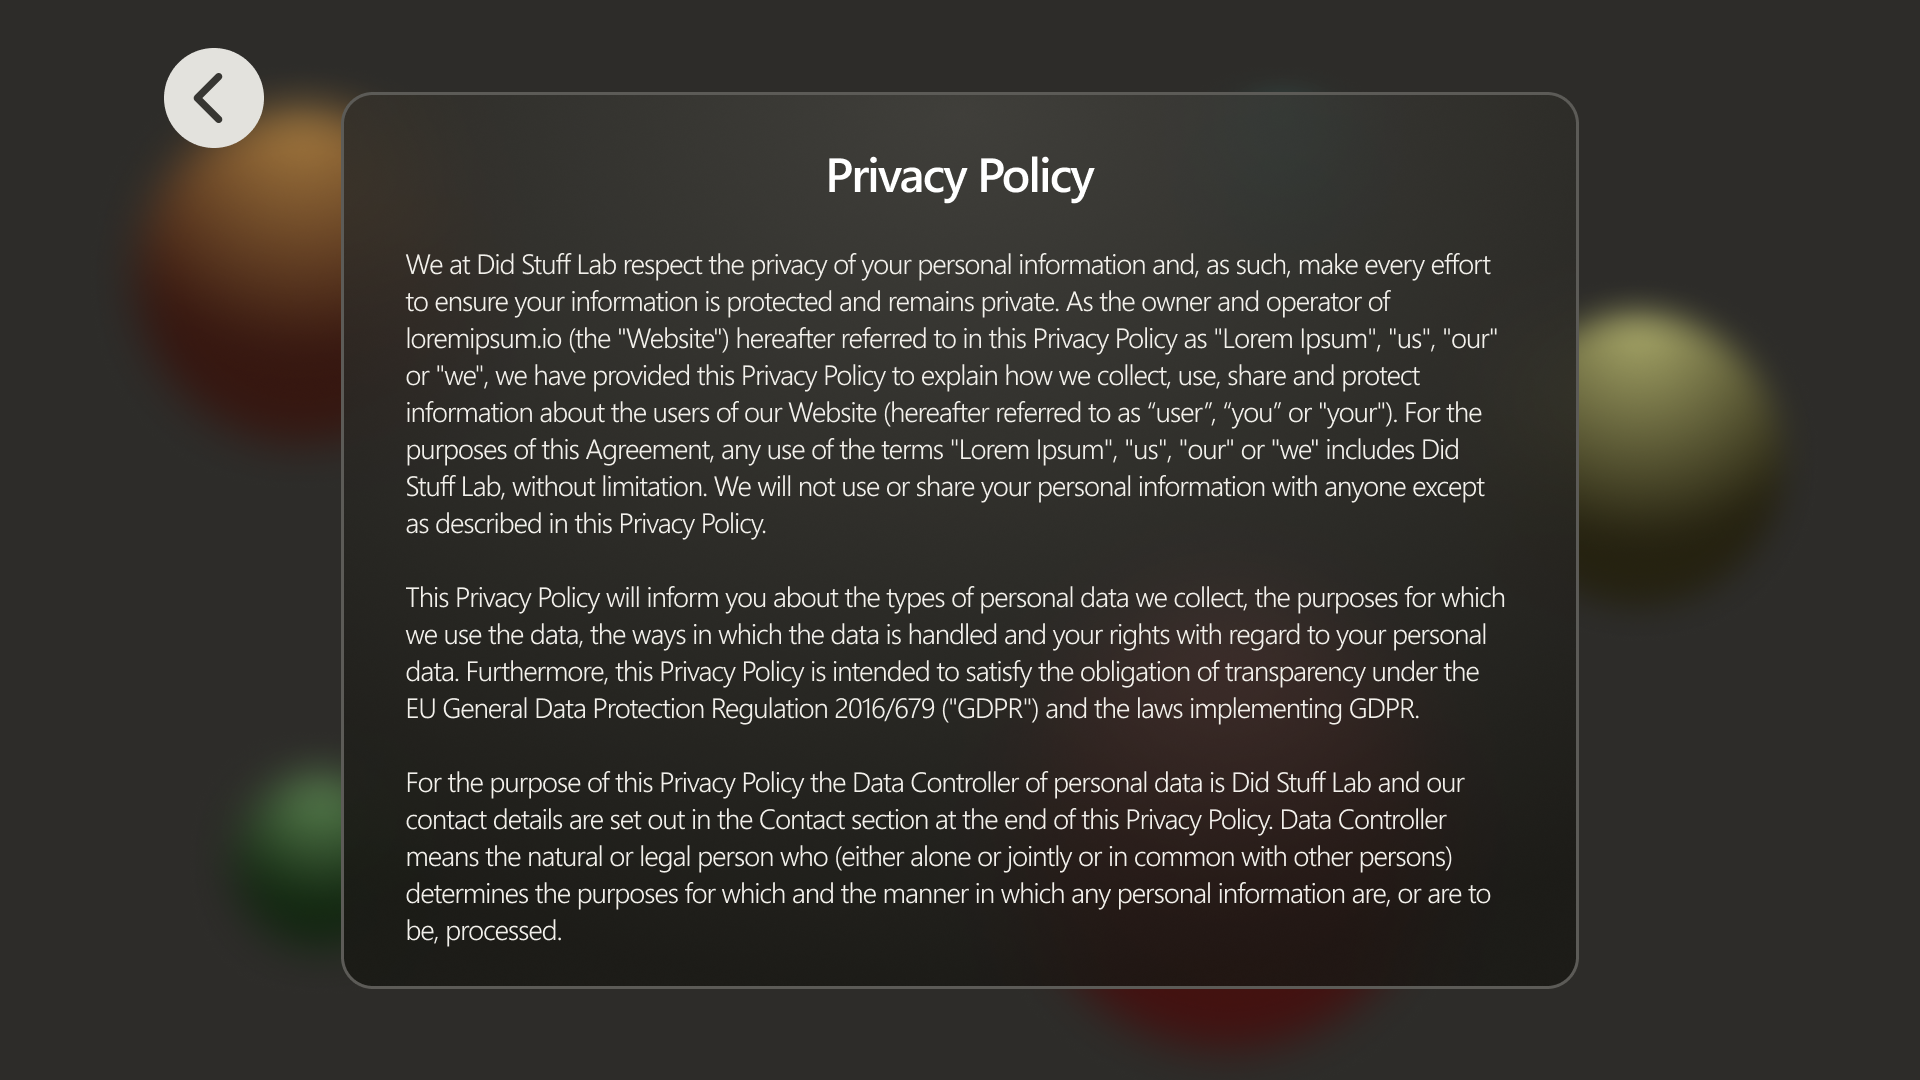 Privacy Policy
We at Did Stuff Lab respect the privacy of your personal information and, as such, make every effort
to ensure your information is protected and remains private. As the owner and operator of
loremipsum.io (the "Website") hereafter referred to in this Privacy Policy as "Lorem Ipsum", "us", "our"
or "we", we have provided this Privacy Policy to explain how we collect, use, share and protect
information about the users of our Website (hereafter referred to as “user”, “you” or "your"). For the
purposes of this Agreement, any use of the terms "Lorem Ipsum", "us", "our" or "we" includes Did
Stuff Lab, without limitation. We will not use or share your personal information with anyone except
as described in this Privacy Policy.
This Privacy Policy will inform you about the types of personal data we collect, the purposes for which
we use the data, the ways in which the data is handled and your rights with regard to your personal
data. Furthermore, this Privacy Policy is intended to satisfy the obligation of transparency under the
EU General Data Protection Regulation 2016/679 ("GDPR") and the laws implementing GDPR.
For the purpose of this Privacy Policy the Data Controller of personal data is Did Stuff Lab and our
contact details are set out in the Contact section at the end of this Privacy Policy. Data Controller
means the natural or legal person who (either alone or jointly or in common with other persons)
determines the purposes for which and the manner in which any personal information are, or are to
be, processed.